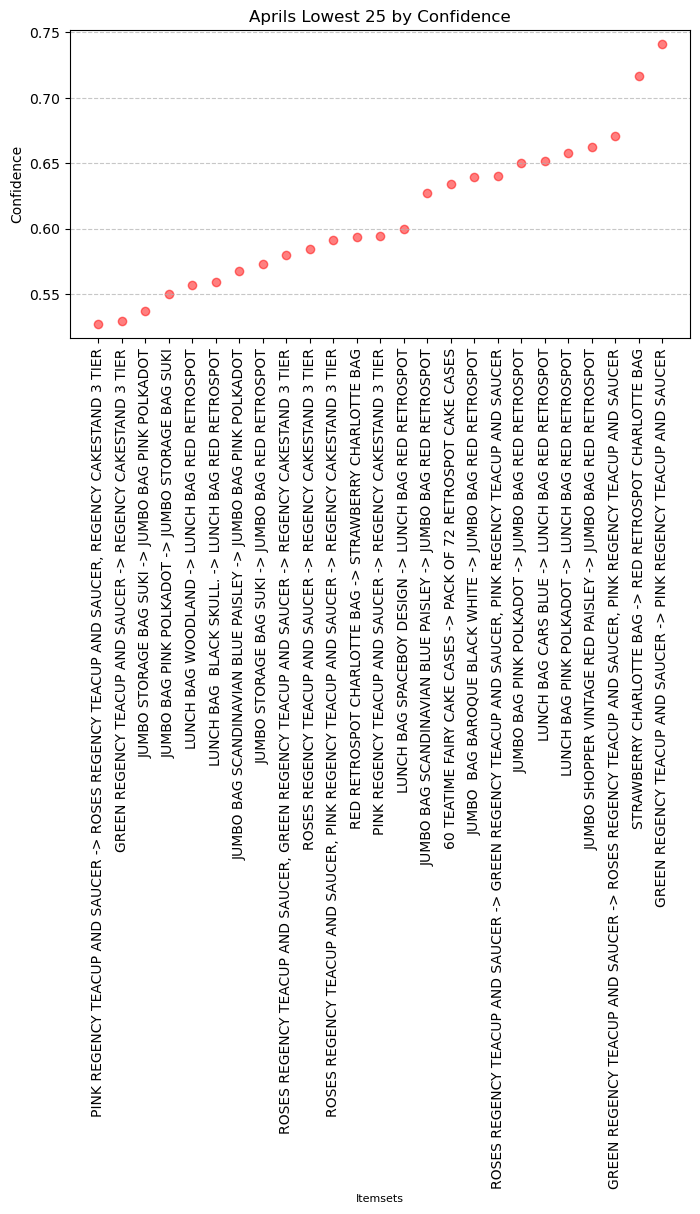 Aprils Lowest 25 by Confidence
0.75
0.70
0.65
0.60
0.55
Confidence
PINK REGENCY TEACUP AND SAUCER -> ROSES REGENCY TEACUP AND SAUCER, REGENCY CAKESTAND 3 TIER
GREEN REGENCY TEACUP AND SAUCER -> REGENCY CAKESTAND 3 TIER
JUMBO STORAGE BAG SUKI -> JUMBO BAG PINK POLKADOT
JUMBO BAG PINK POLKADOT -> JUMBO STORAGE BAG SUKI
LUNCH BAG WOODLAND -> LUNCH BAG RED RETROSPOT
LUNCH BAG  BLACK SKULL. -> LUNCH BAG RED RETROSPOT
JUMBO BAG SCANDINAVIAN BLUE PAISLEY -> JUMBO BAG PINK POLKADOT
JUMBO STORAGE BAG SUKI -> JUMBO BAG RED RETROSPOT
ROSES REGENCY TEACUP AND SAUCER, GREEN REGENCY TEACUP AND SAUCER -> REGENCY CAKESTAND 3 TIER
ROSES REGENCY TEACUP AND SAUCER -> REGENCY CAKESTAND 3 TIER
ROSES REGENCY TEACUP AND SAUCER, PINK REGENCY TEACUP AND SAUCER -> REGENCY CAKESTAND 3 TIER
RED RETROSPOT CHARLOTTE BAG -> STRAWBERRY CHARLOTTE BAG
PINK REGENCY TEACUP AND SAUCER -> REGENCY CAKESTAND 3 TIER
LUNCH BAG SPACEBOY DESIGN -> LUNCH BAG RED RETROSPOT
JUMBO BAG SCANDINAVIAN BLUE PAISLEY -> JUMBO BAG RED RETROSPOT
60 TEATIME FAIRY CAKE CASES -> PACK OF 72 RETROSPOT CAKE CASES
JUMBO  BAG BAROQUE BLACK WHITE -> JUMBO BAG RED RETROSPOT
ROSES REGENCY TEACUP AND SAUCER -> GREEN REGENCY TEACUP AND SAUCER, PINK REGENCY TEACUP AND SAUCER
JUMBO BAG PINK POLKADOT -> JUMBO BAG RED RETROSPOT
LUNCH BAG CARS BLUE -> LUNCH BAG RED RETROSPOT
LUNCH BAG PINK POLKADOT -> LUNCH BAG RED RETROSPOT
JUMBO SHOPPER VINTAGE RED PAISLEY -> JUMBO BAG RED RETROSPOT
GREEN REGENCY TEACUP AND SAUCER -> ROSES REGENCY TEACUP AND SAUCER, PINK REGENCY TEACUP AND SAUCER
STRAWBERRY CHARLOTTE BAG -> RED RETROSPOT CHARLOTTE BAG
GREEN REGENCY TEACUP AND SAUCER -> PINK REGENCY TEACUP AND SAUCER
Itemsets